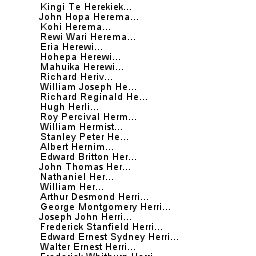 Kingi Te Herekiek...
John Hopa Herema...
Kohi Herema...
Rewi Wari Herema...
Eria Herewi...
Hohepa Herewi...
Mahuika Herewi...
Richard Heriv...
William Joseph He...
Richard Reginald He...
Hugh Herli...
Roy Percival Herm...
William Hermist...
Stanley Peter He...
Albert Hernim...
Edward Britton Her...
John Thomas Her...
Nathaniel Her...
William Her...
Arthur Desmond Herri...
George Montgomery Herri...
Joseph John Herri...
Frederick Stanfield Herri...
Edward Ernest Sydney Herri...
Walter Ernest Herri...
Frederick Whitburn Herri...